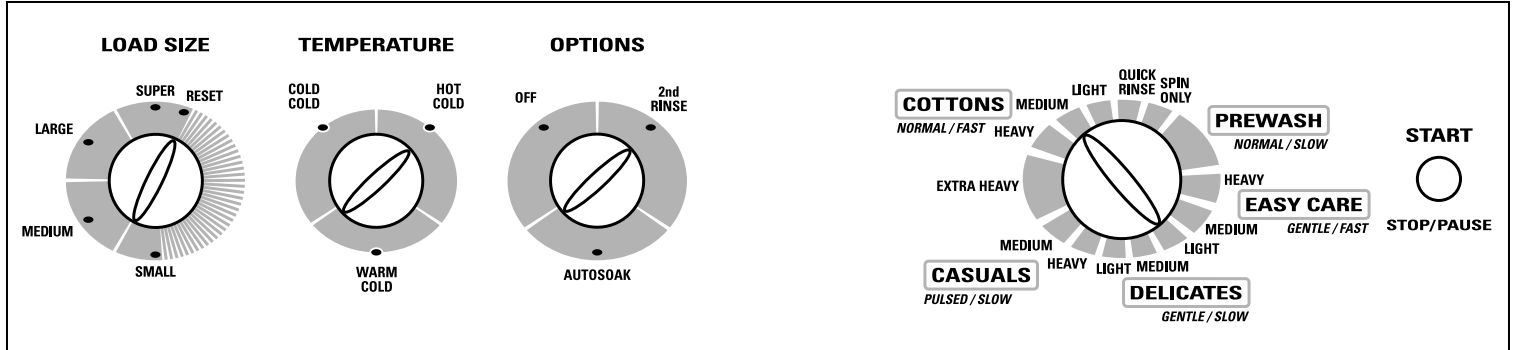 LOAD SIZE
SUPER
RESET
LARGE
MEDIUM
SMALL
TEMPERATURE
COLD
COLD
HOT
COLD
WARM
COLD
OPTIONS
OFF
2nd
RINSE
AUTOSOAK
COTTONS
NORMAL / FAST
EXTRA HEAVY
HEAVY
MEDIUM
LIGHT
QUICK
RINSE
SPIN
ONLY
PREWASH
NORMAL / SLOW
HEAVY
EASY CARE
GENTLE / FAST
MEDIUM
LIGHT
MEDIUM
LIGHT
DELICATES
GENTLE / SLOW
HEAVY
MEDIUM
CASUALS
PULSED / SLOW
START
STOP/PAUSE